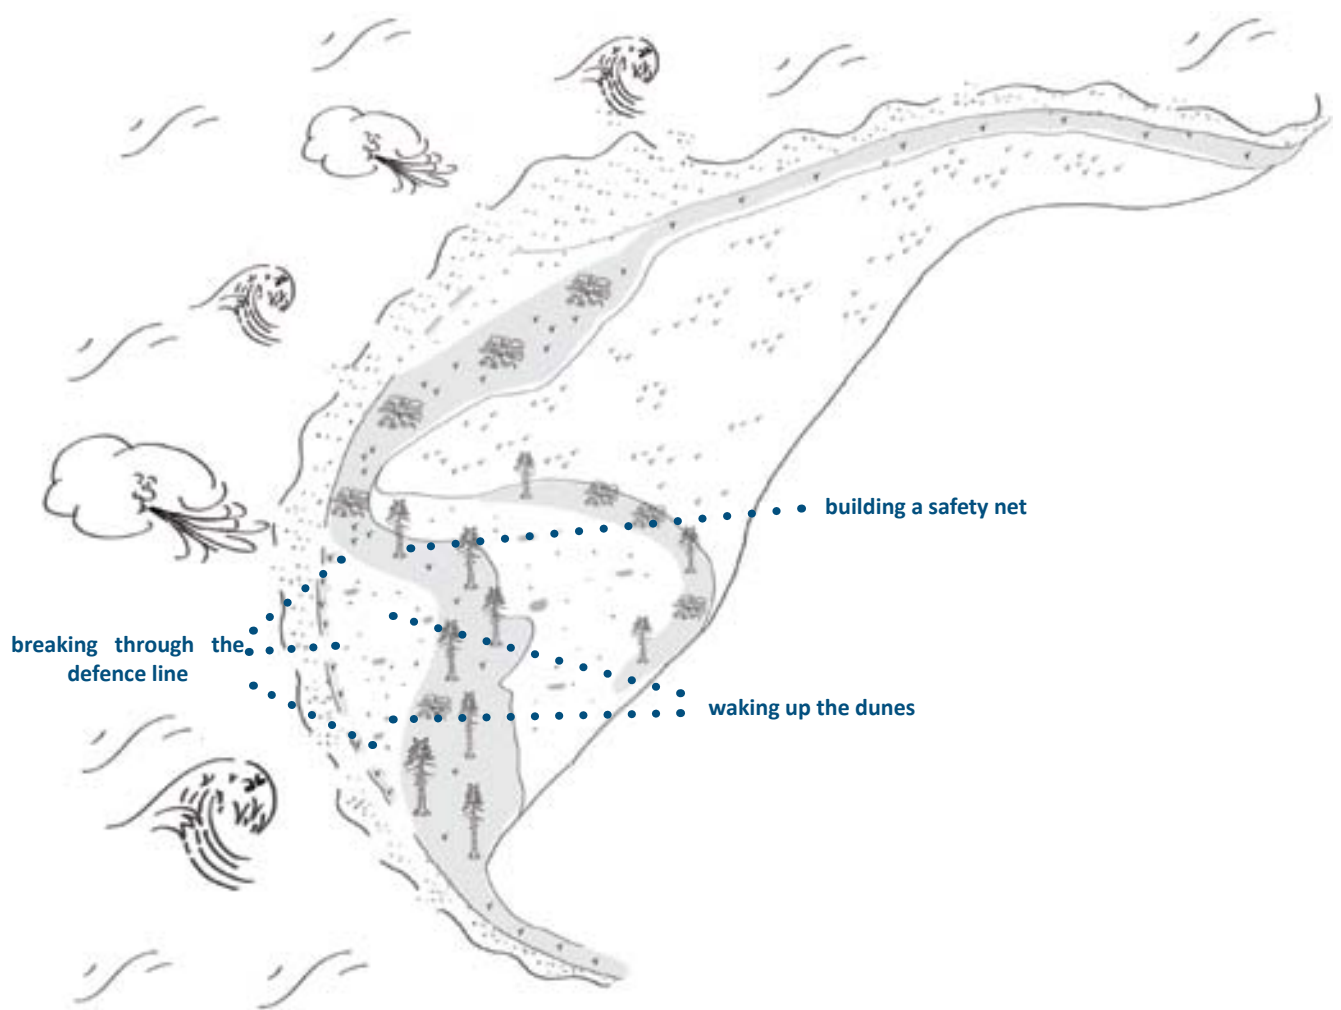 building a safety net
breaking through the
defence line
waking up the dunes